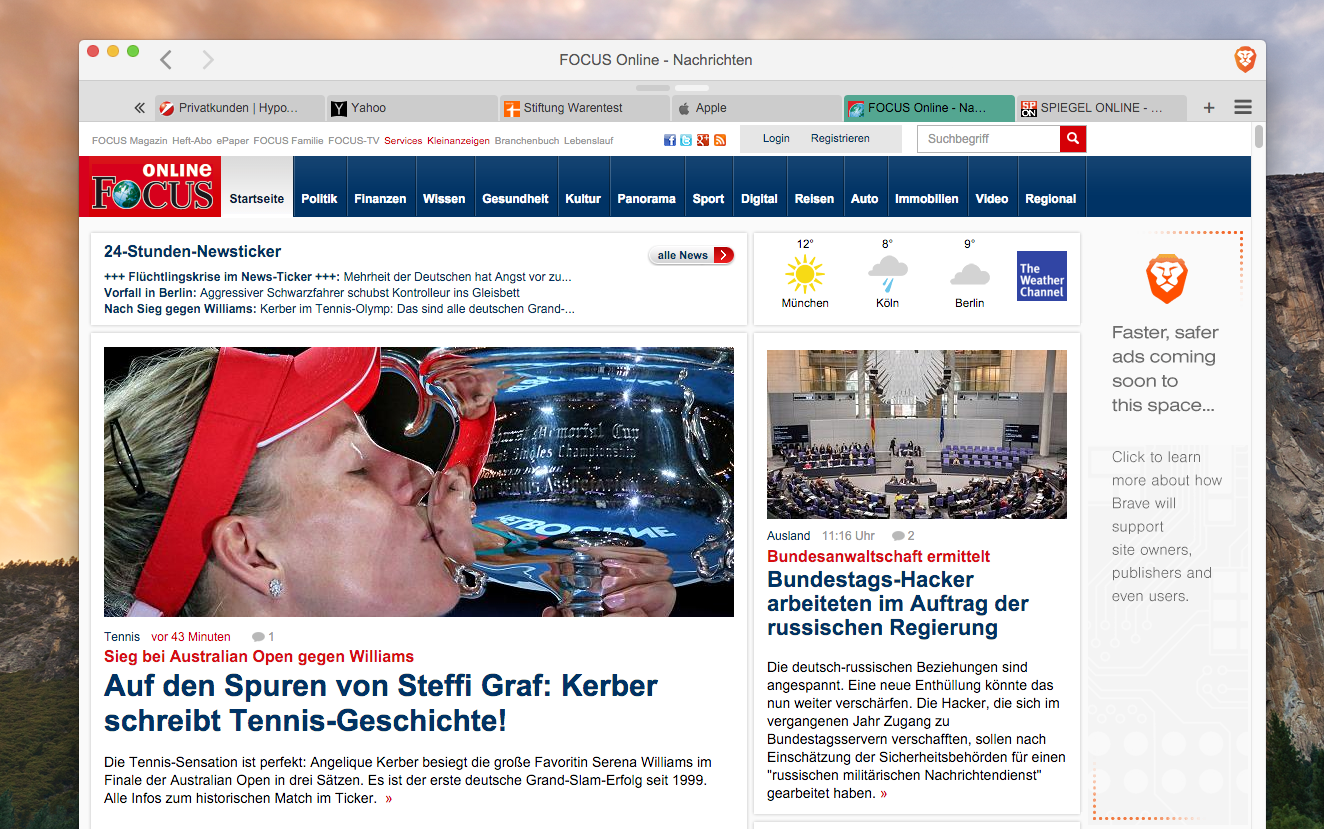 FOCUS Online - Nachrichten
Privatkunden | Hypo...
Yahoo
Stiftung Warentest
Apple
FOCUS Online - Na...
SPIEGEL ONLINE - ...
FOCUS Magazin Heft-Abo ePaper FOCUS Familie FOCUS-TV Services Kleinanzeigen Branchenbuch Lebenslauf
Login Registrieren
Suchbegriff
ONLINE
FOCUS
Startseite Politik Finanzen Wissen Gesundheit Kultur Panorama Sport Digital Reisen Auto Immobilien Video Regional
24-Stunden-Newsticker
alle News
+++ Flüchtlingskrise im News-Ticker +++: Mehrheit der Deutschen hat Angst vor zu...
Vorfall in Berlin: Aggressiver Schwarzfahrer schubst Kontrolleur ins Gleisbett
Nach Sieg gegen Williams: Kerber im Tennis-Olymp: Das sind alle deutschen Grand-...
12° 8° 9°
München Köln Berlin
The
Weather
Channel
Memorial Cup
Singles Championship
Tennis vor 43 Minuten 1
Sieg bei Australian Open gegen Williams
Auf den Spuren von Steffi Graf: Kerber
schreibt Tennis-Geschichte!
Die Tennis-Sensation ist perfekt: Angelique Kerber besiegt die große Favoritin Serena Williams im
Finale der Australian Open in drei Sätzen. Es ist der erste deutsche Grand-Slam-Erfolg seit 1999.
Alle Infos zum historischen Match im Ticker. »
Ausland 11:16 Uhr 2
Bundesanwaltschaft ermittelt
Bundestags-Hacker
arbeiteten im Auftrag der
russischen Regierung
Die deutsch-russischen Beziehungen sind
angespannt. Eine neue Enthüllung könnte das
nun weiter verschärfen. Die Hacker, die sich im
vergangenen Jahr Zugang zu
Bundestagsservern verschafften, sollen nach
Einschätzung der Sicherheitsbehörden für einen
"russischen militärischen Nachrichtendienst"
gearbeitet haben. »
Faster, safer
ads coming
soon to
this space...
Click to learn
more about how
Brave will
support
site owners,
publishers and
even users.